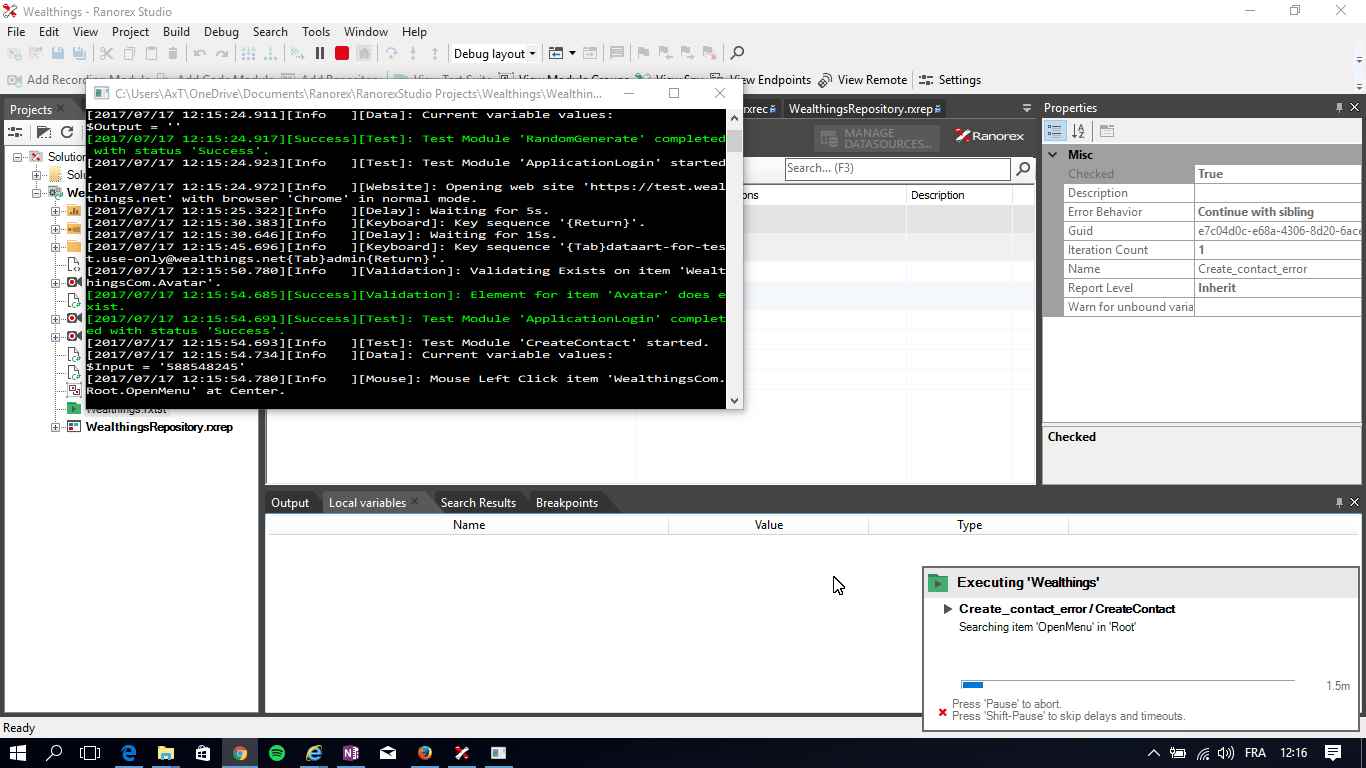 Wealthings - Ranorex Studio
File Edit View Project Build Debug Search Tools Window Help
Debug layout
Add Recording Module Add Code Module Add Repository View Test Suite View Module Groups View Spy View Endpoints View Remote Settings
Projects
C:\Users\AxT\OneDrive\Documents\Ranorex\RanorexStudio Projects\Wealthings\Wealthin...
[2017/07/17 12:15:24.911][Info   ][Data]: Current variable values:
$Output = ''
[2017/07/17 12:15:24.917][Success][Test]: Test Module 'RandomGenerate' completed
 with status 'Success'.
[2017/07/17 12:15:24.923][Info   ][Test]: Test Module 'ApplicationLogin' started
.
[2017/07/17 12:15:24.972][Info   ][Website]: Opening web site 'https://test.weal
things.net' with browser 'Chrome' in normal mode.
[2017/07/17 12:15:25.322][Info   ][Delay]: Waiting for 5s.
[2017/07/17 12:15:30.383][Info   ][Keyboard]: Key sequence '{Return}'.
[2017/07/17 12:15:30.646][Info   ][Delay]: Waiting for 15s.
[2017/07/17 12:15:45.696][Info   ][Keyboard]: Key sequence '{Tab}dataart-for-tes
t.use-only@wealthings.net{Tab}admin{Return}'.
[2017/07/17 12:15:50.780][Info   ][Validation]: Validating Exists on item 'Wealt
hingsCom.Avatar'.
[2017/07/17 12:15:54.685][Success][Validation]: Element for item 'Avatar' does e
xist.
[2017/07/17 12:15:54.691][Success][Test]: Test Module 'ApplicationLogin' complet
ed with status 'Success'.
[2017/07/17 12:15:54.693][Info   ][Test]: Test Module 'CreateContact' started.
[2017/07/17 12:15:54.734][Info   ][Data]: Current variable values:
$Input = '588548245'
[2017/07/17 12:15:54.780][Info   ][Mouse]: Mouse Left Click item 'WealthingsCom.
Root.OpenMenu' at Center.
Solution
Solu
We
Wealthings.rxtst
WealthingsRepository.rxrep
rxrec WealthingsRepository.rxrep
MANAGE
DATASOURCES...
Ranorex
Search... (F3)
ons Description
Properties
Misc
Checked True
Description
Error Behavior Continue with sibling
Guid e7c04d0c-e68a-4306-8d20-6ace
Iteration Count 1
Name Create_contact_error
Report Level Inherit
Warn for unbound varia
Checked
Output Local variables Search Results Breakpoints
Name Value Type
Executing 'Wealthings'
Create_contact_error / CreateContact
Searching item 'OpenMenu' in 'Root'
1.5m
Press 'Pause' to abort.
Press 'Shift-Pause' to skip delays and timeouts.
Ready
FRA 12:16